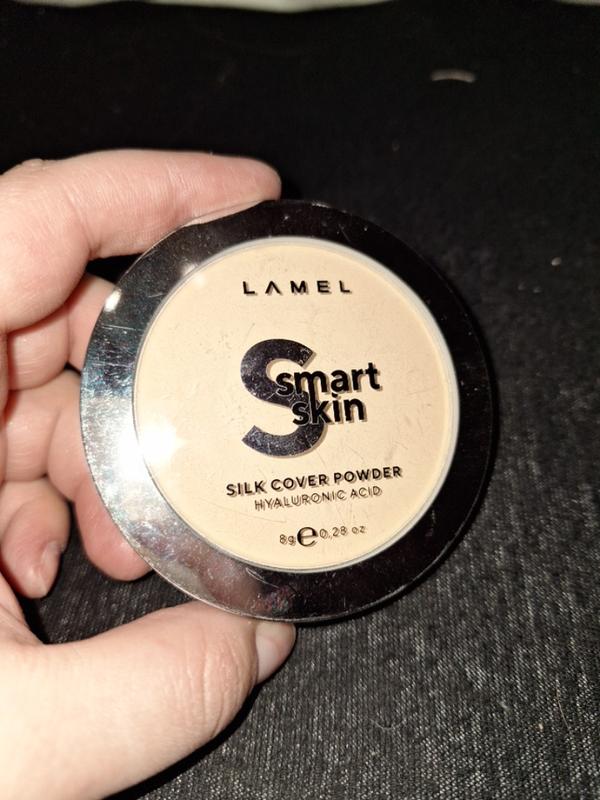 LAMEL
S
smart
skin
SILK COVER POWDER
HYALURONIC ACID
8g e 0.28 oz